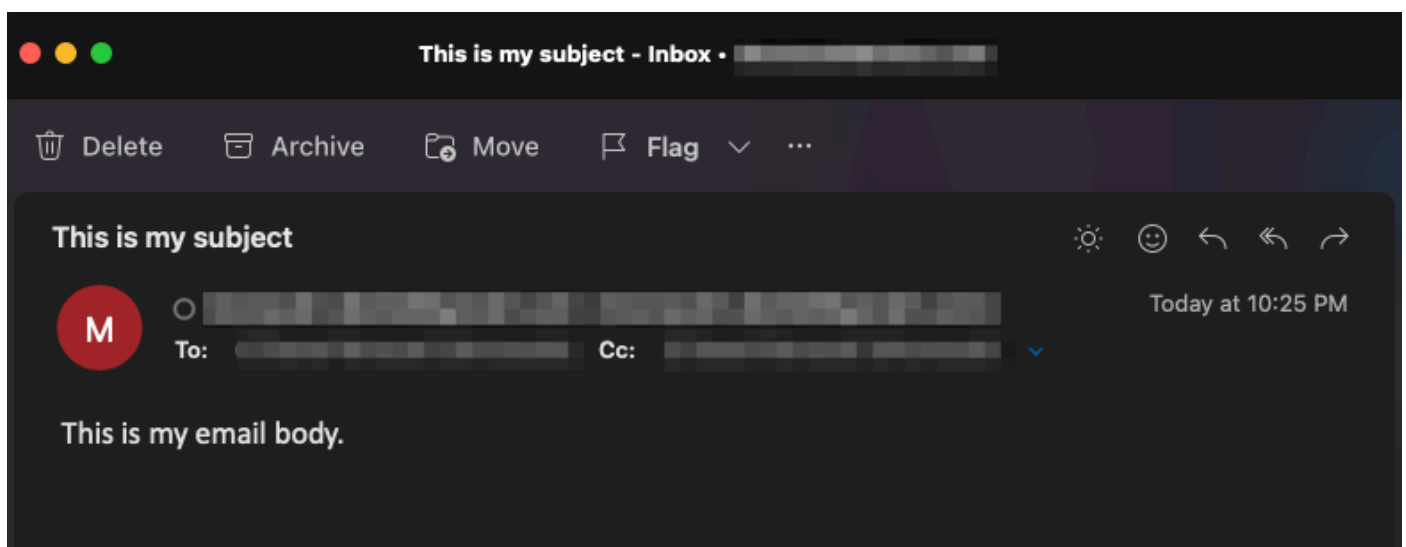 This is my subject - Inbox •
Delete Archive Move Flag ...
This is my subject
M
Today at 10:25 PM
To: Cc:
This is my email body.